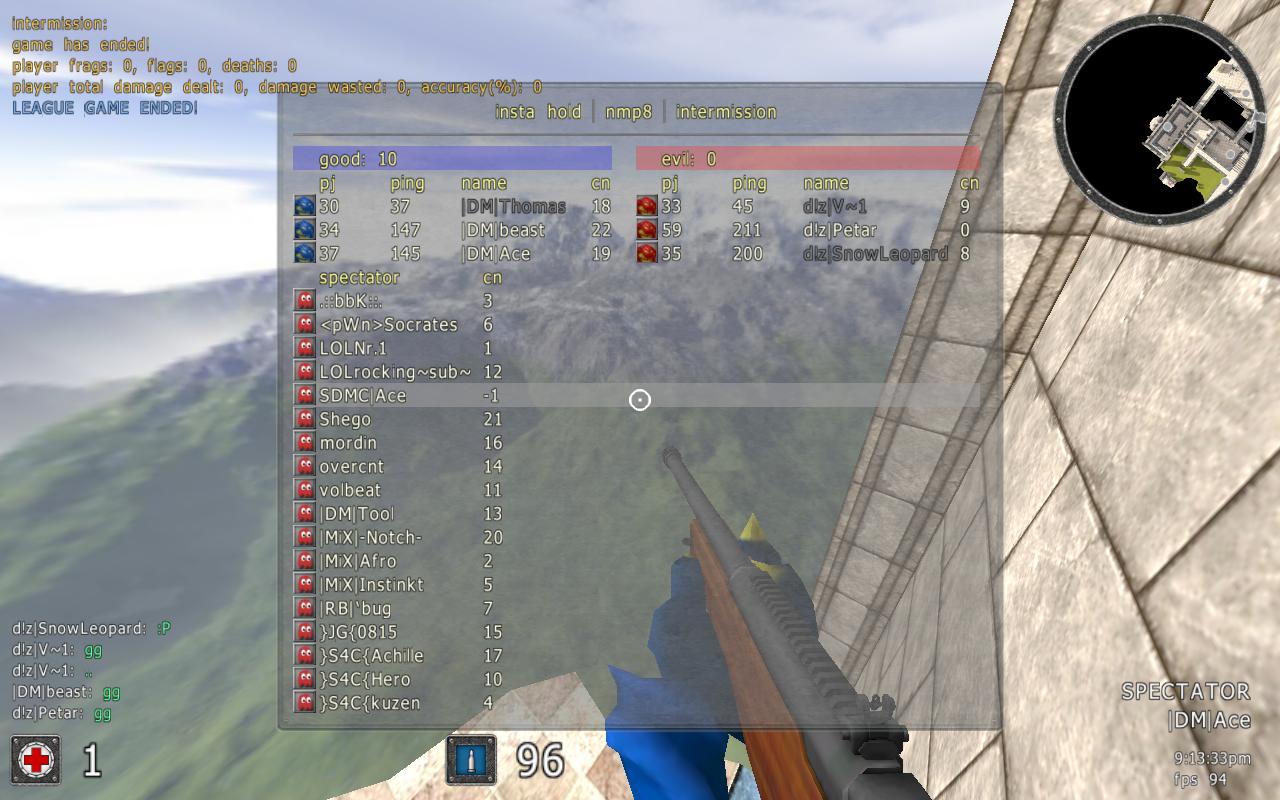 intermission:
game has ended!
player frags: 0, flags: 0, deaths: 0
player total damage dealt: 0, damage wasted: 0, accuracy(%): 0
LEAGUE GAME ENDED!
insta hold | nmp8 | intermission
good: 10 evil: 0
pj ping name cn pj ping name cn
30 37 |DM|Thomas 18 33 45 d!z|V~1 9
34 147 |DM|beast 22 59 211 d!z|Petar 0
37 145 |DM|Ace 19 35 200 d!z|SnowLeopard 8
spectator cn
.::bbK::. 3
<pWn>Socrates 6
LOLNr.1 1
LOLrocking~sub~ 12
SDMC|Ace -1
Shego 21
mordin 16
overcnt 14
volbeat 11
|DM|Tool 13
|MiX|-Notch- 20
|MiX|Afro 2
|MiX|Instinkt 5
|RB|'bug 7
}JG{0815 15
}S4C{Achille 17
}S4C{Hero 10
}S4C{kuzen 4
d!z|SnowLeopard: :P
d!z|V~1: gg
d!z|V~1: ..
|DM|beast: gg
d!z|Petar: gg
SPECTATOR
|DM|Ace
9:13:33pm
fps 94
1 96